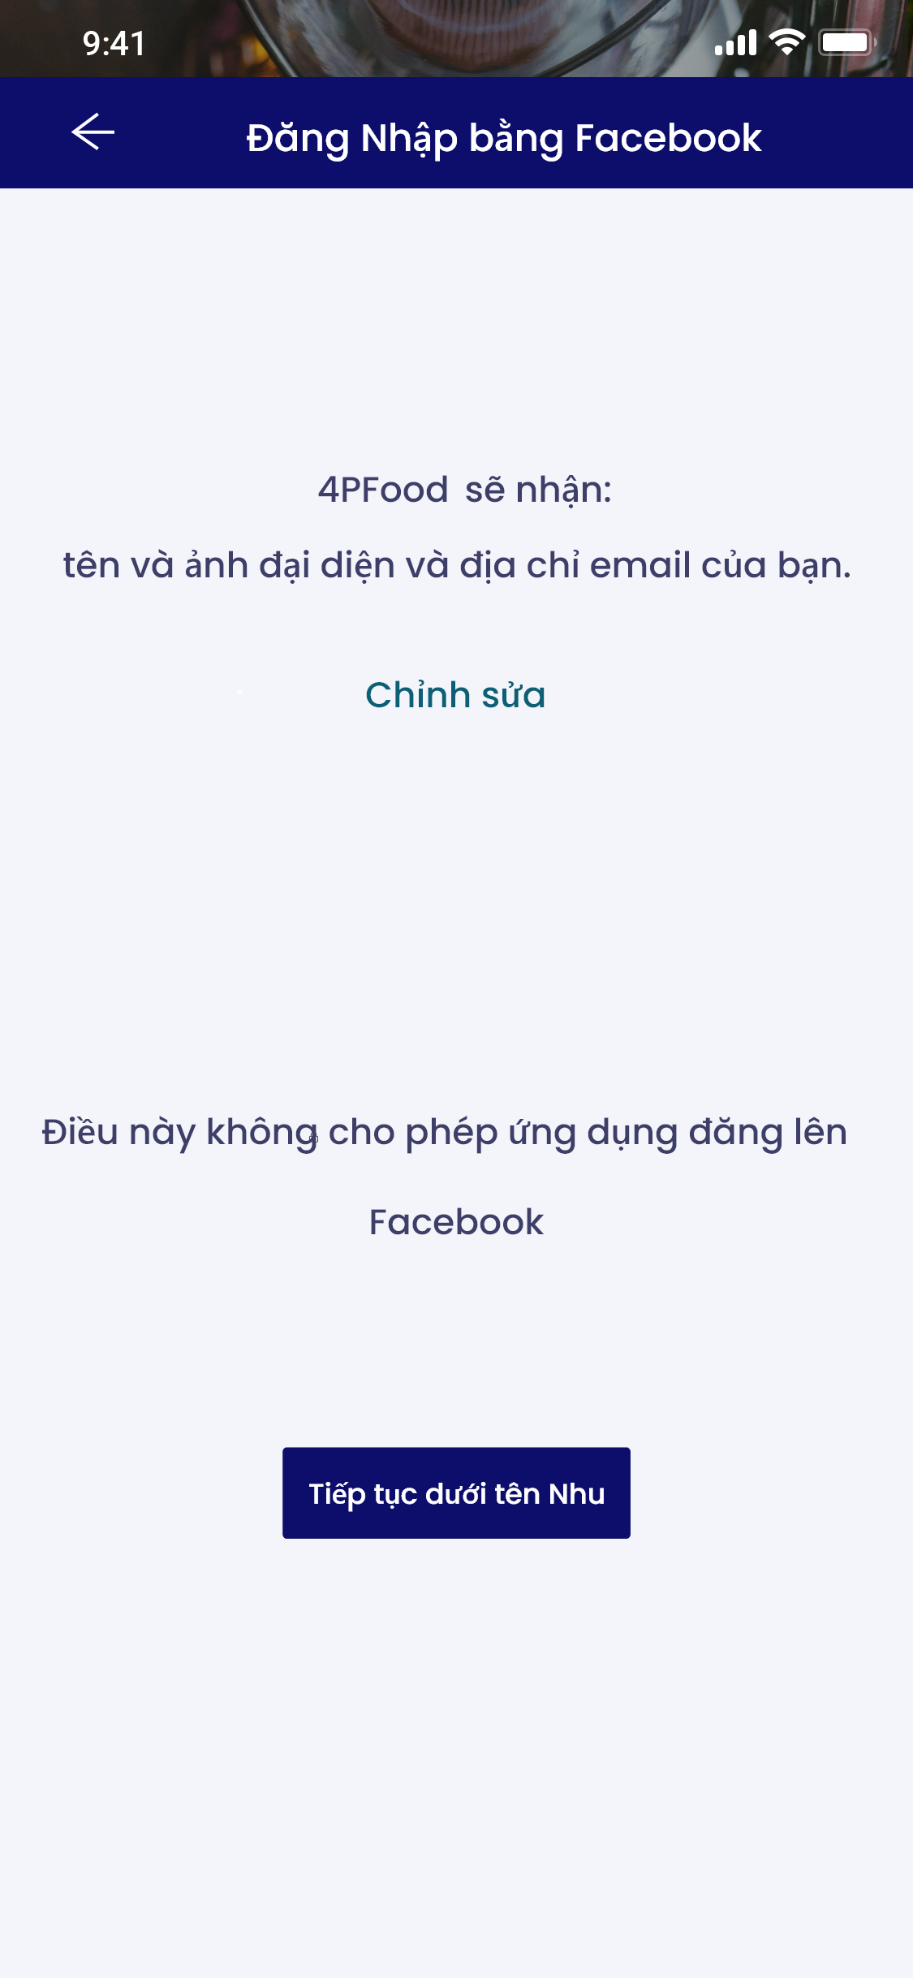 9:41
Đăng Nhập bằng Facebook
4PFood sẽ nhận:
tên và ảnh đại diện và địa chỉ email của bạn.
Chỉnh sửa
Điều này không cho phép ứng dụng đăng lên
Facebook
Tiếp tục dưới tên Nhu